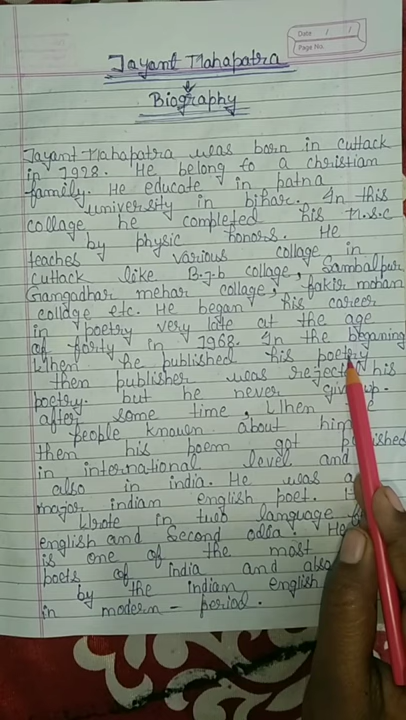 Date / /
Page No.
Jayant Mahapatra
Biography
Jayant Mahapatra was born in cuttack
in 1928. He belong to a christian
family. He educate in patna
university in bihar. In this
collage he completed his M.S.C
by physic honors. He
teaches various collage in
cuttack like B.J.B collage, Sambalpur
Gangadhar mehar collage, fakir moham
collage etc. He began his career
in poetry very late at the age
of forty in 1968. In the begaming
When he published his poetry
then publisher was reject his
poetry. but he never up.
after some time, When
people knowen about him
then his poem got
in international level and
also in india. He was a
major indian english poet.
Wrote in two language
english and Second odia. He
is one of the most
poets of India and also
by the indian english
in modern - period.